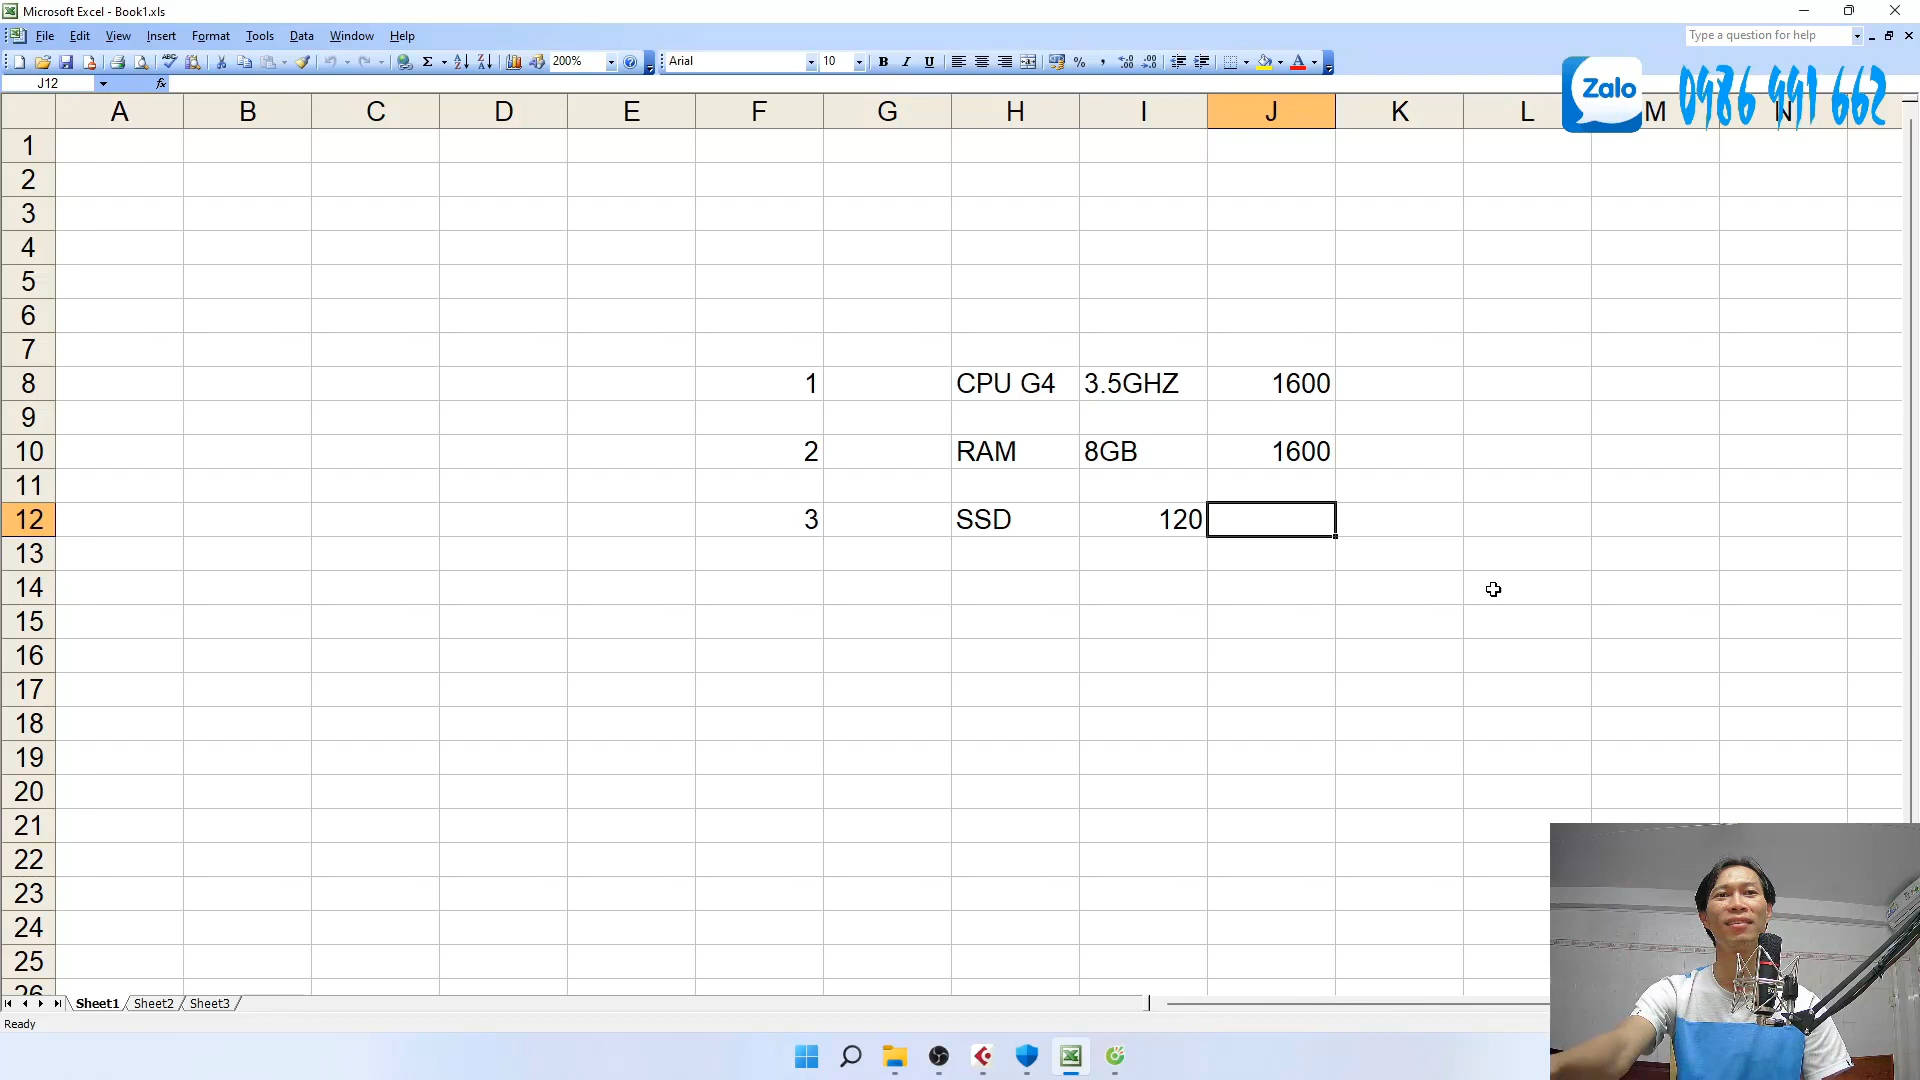 Microsoft Excel - Book1.xls
File Edit View Insert Format Tools Data Window Help
Type a question for help
200% Arial 10 B I U
Zalo 0986 991 662
J12 fx
A B C D E F G H I J K L M N
1
2
3
4
5
6
7
8 1 CPU G4 3.5GHZ 1600
9
10 2 RAM 8GB 1600
11
12 3 SSD 120
13
14
15
16
17
18
19
20
21
22
23
24
25
26
Sheet1 Sheet2 Sheet3
Ready